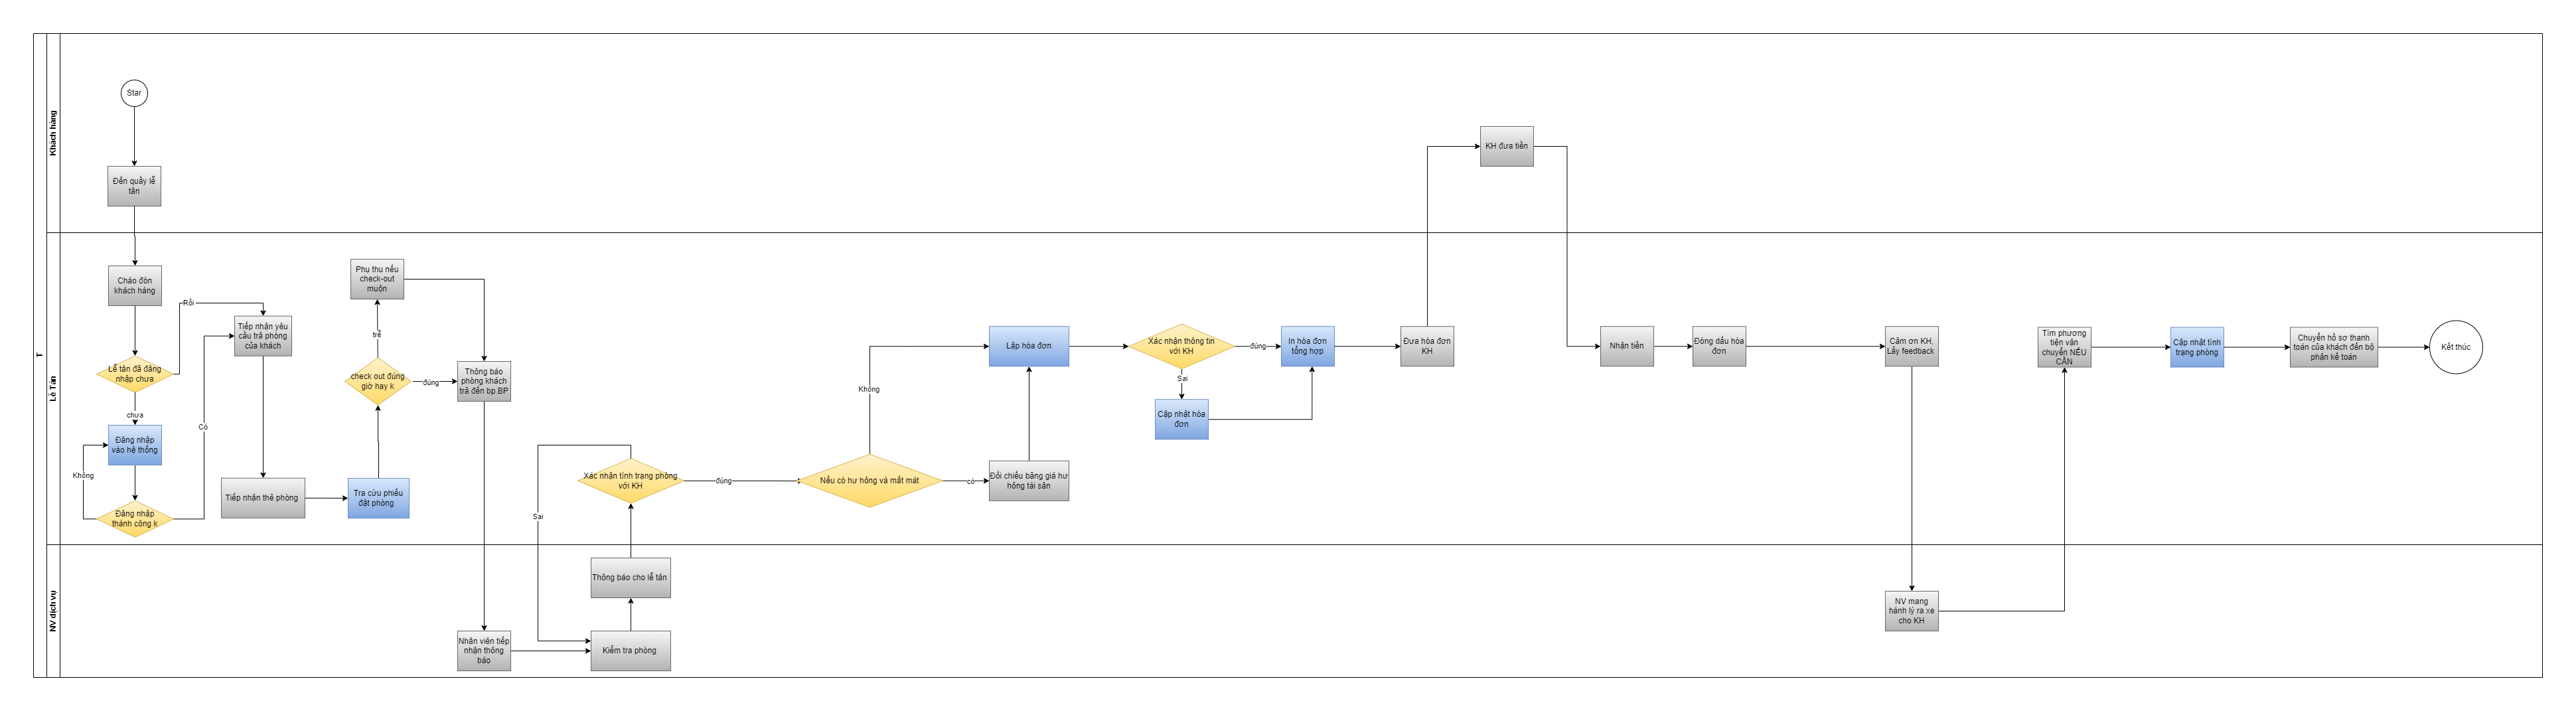 T
Khách hàng
Star
Đến quầy lễ
tân
KH đưa tiền
Lễ Tân
Chào đón
khách hàng
Lễ tân đã đăng
nhập chưa
Rồi
chưa
Đăng nhập
vào hệ thống
Không
Đăng nhập
thành công k
Có
Tiếp nhận yêu
cầu trả phòng
của khách
Tiếp nhận thẻ phòng
Tra cứu phiếu
đặt phòng
check out đúng
giờ hay k
trễ
Phụ thu nếu
check-out
muộn
đúng
Thông báo
phòng khách
trả đến bp.BP
Xác nhận tình trạng phòng
với KH
Sai
đúng
Nếu có hư hỏng và mất mát
Không
có
Đối chiếu bảng giá hư
hỏng tài sản
Lập hóa đơn
Xác nhận thông tin
với KH
Sai
Cập nhật hóa
đơn
đúng
In hóa đơn
tổng hợp
Đưa hóa đơn
KH
Nhận tiền
Đóng dấu hóa
đơn
Cảm ơn KH,
Lấy feedback
Tìm phương
tiện vận
chuyển NẾU
CẦN
Cập nhật tình
trạng phòng
Chuyển hồ sơ thanh
toán của khách đến bộ
phận kế toán
Kết thúc
NV dịch vụ
Nhân viên tiếp
nhận thông
báo
Kiểm tra phòng
Thông báo cho lễ tân
NV mang
hành lý ra xe
cho KH